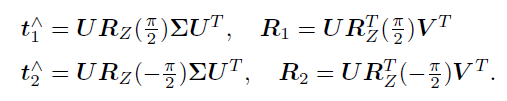 t₁^∧ = UR_Z(π/2)ΣU^T, R₁ = UR_Z^T(π/2)V^T
t₂^∧ = UR_Z(−π/2)ΣU^T, R₂ = UR_Z^T(−π/2)V^T.